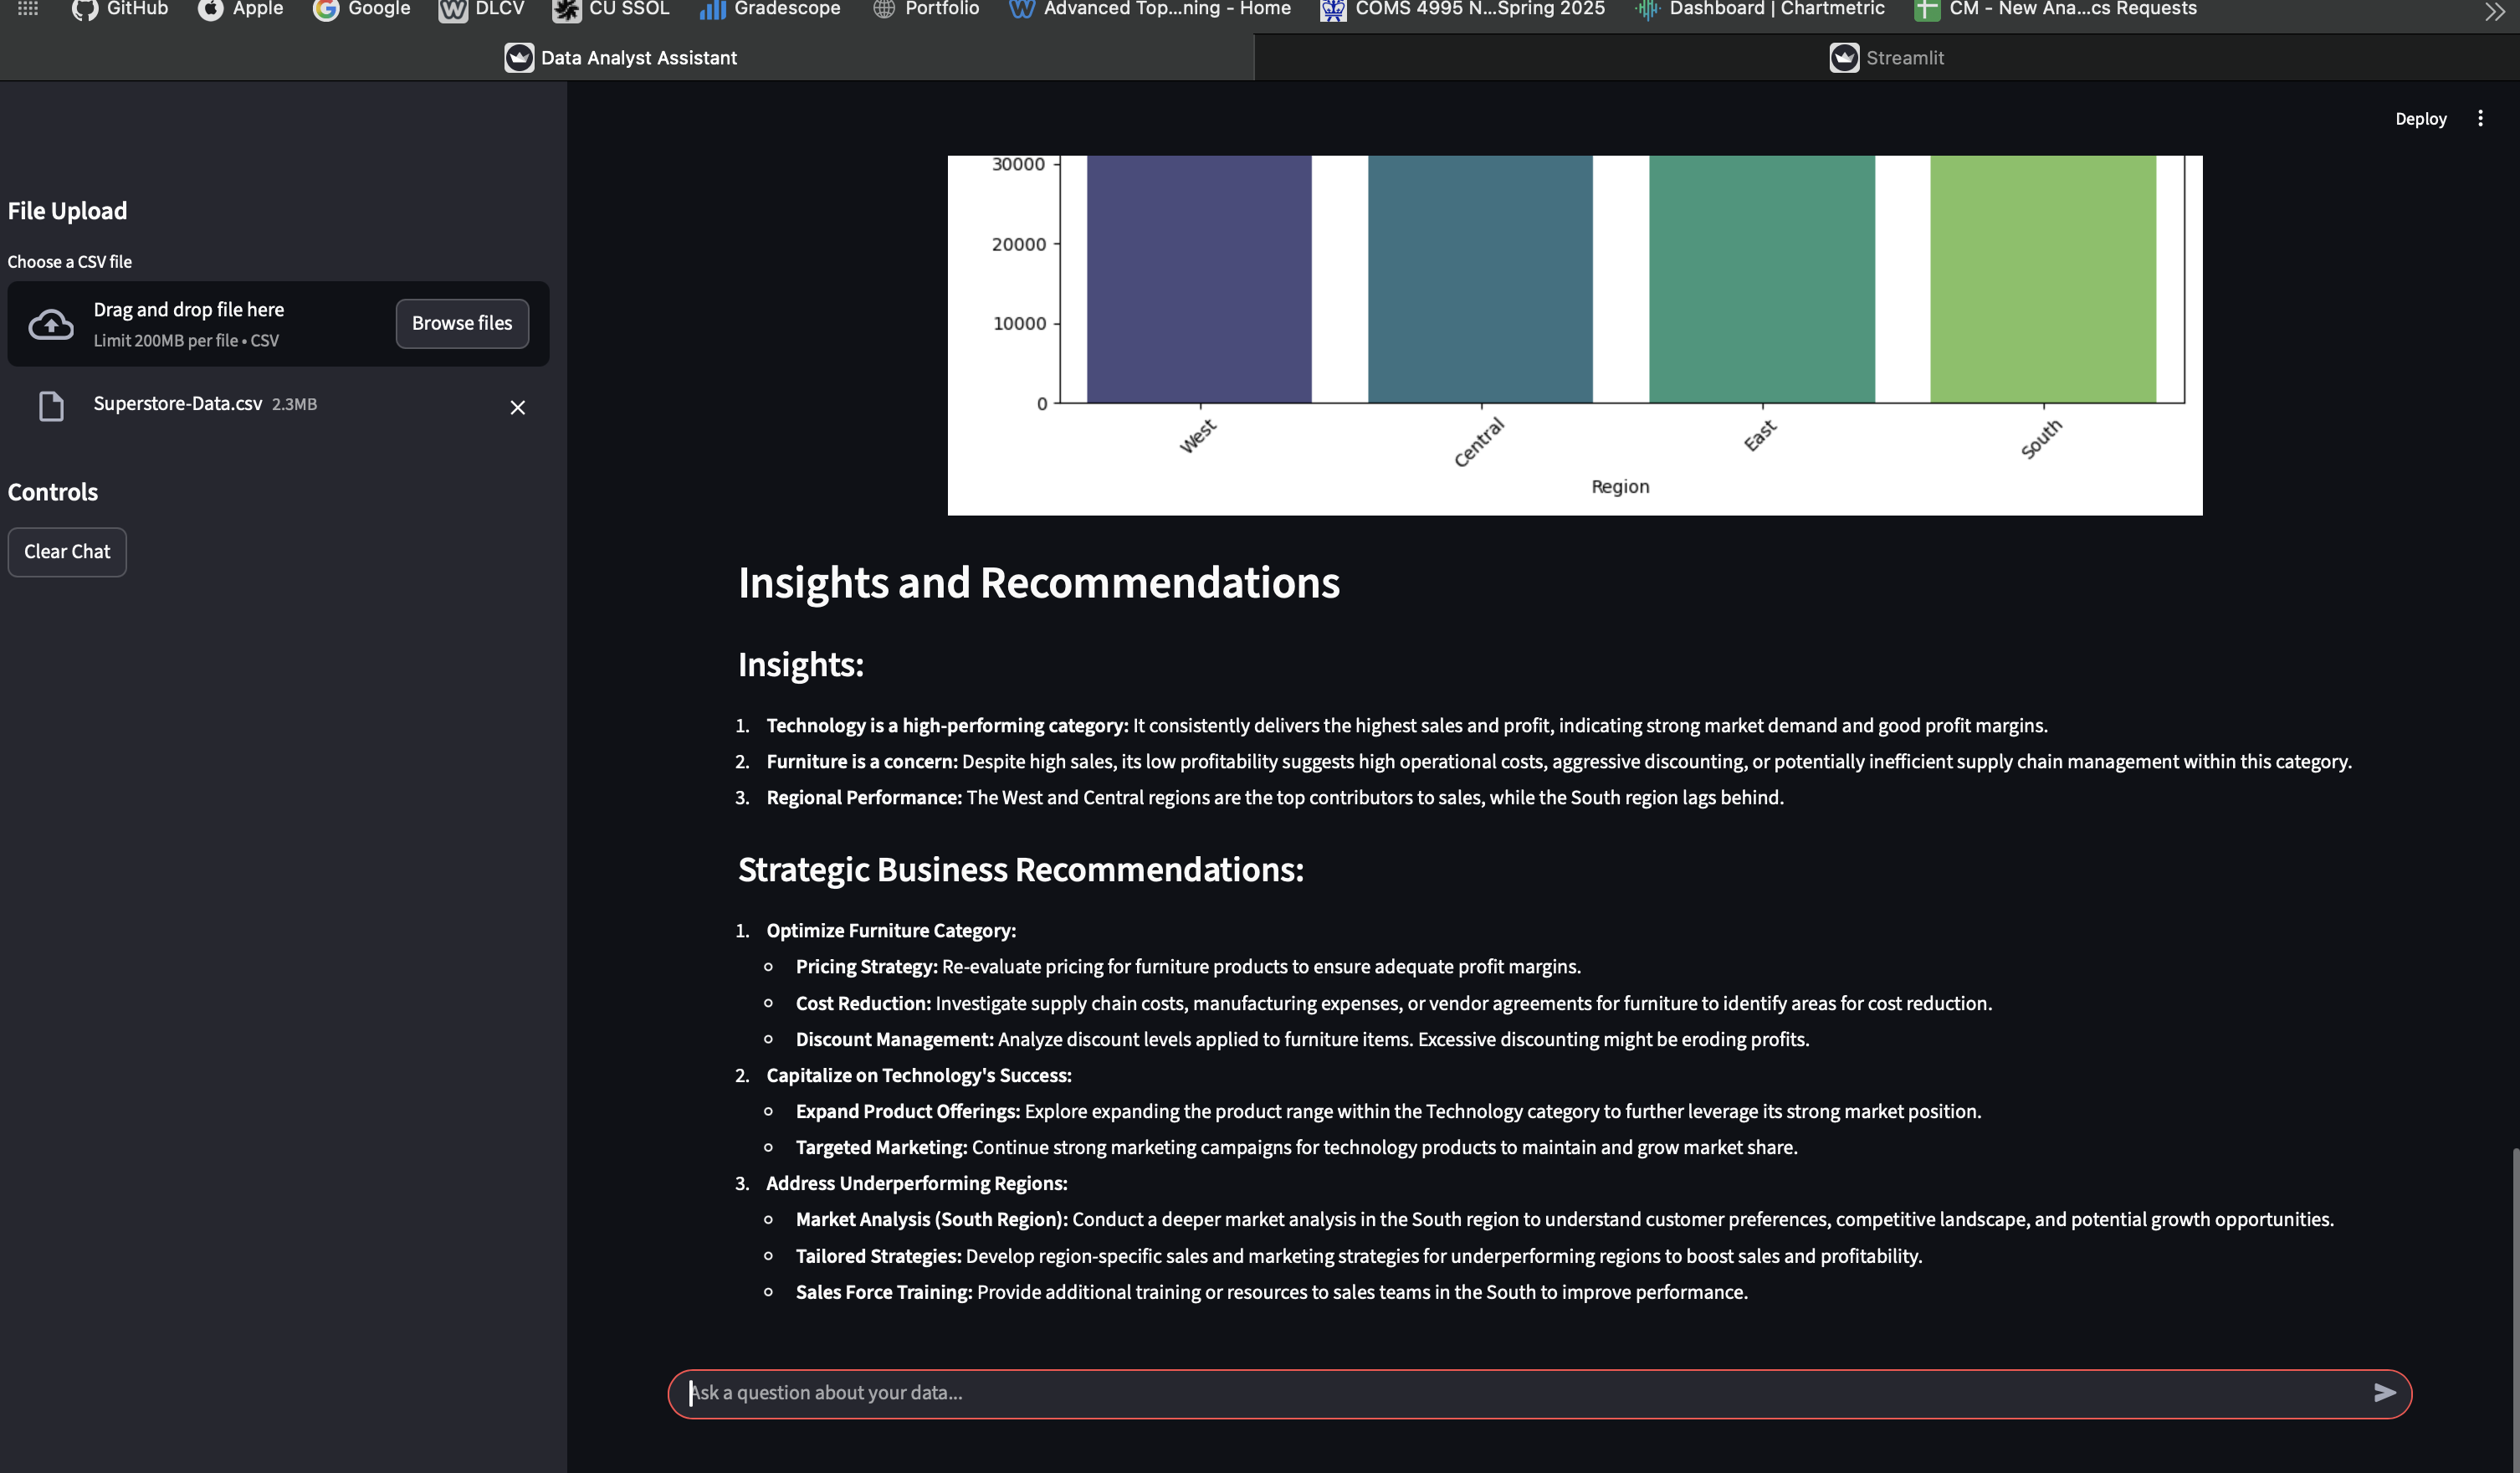 GitHub Apple Google DLCV CU SSOL Gradescope Portfolio Advanced Top...ning - Home COMS 4995 N...Spring 2025 Dashboard | Chartmetric CM - New Ana...cs Requests
Data Analyst Assistant
Streamlit
Deploy
File Upload
Choose a CSV file
Drag and drop file here
Limit 200MB per file • CSV
Browse files
Superstore-Data.csv 2.3MB
Controls
Clear Chat
30000
20000
10000
0
West
Central
East
South
Region
Insights and Recommendations
Insights:
1. Technology is a high-performing category: It consistently delivers the highest sales and profit, indicating strong market demand and good profit margins.
2. Furniture is a concern: Despite high sales, its low profitability suggests high operational costs, aggressive discounting, or potentially inefficient supply chain management within this category.
3. Regional Performance: The West and Central regions are the top contributors to sales, while the South region lags behind.
Strategic Business Recommendations:
1. Optimize Furniture Category:
Pricing Strategy: Re-evaluate pricing for furniture products to ensure adequate profit margins.
Cost Reduction: Investigate supply chain costs, manufacturing expenses, or vendor agreements for furniture to identify areas for cost reduction.
Discount Management: Analyze discount levels applied to furniture items. Excessive discounting might be eroding profits.
2. Capitalize on Technology's Success:
Expand Product Offerings: Explore expanding the product range within the Technology category to further leverage its strong market position.
Targeted Marketing: Continue strong marketing campaigns for technology products to maintain and grow market share.
3. Address Underperforming Regions:
Market Analysis (South Region): Conduct a deeper market analysis in the South region to understand customer preferences, competitive landscape, and potential growth opportunities.
Tailored Strategies: Develop region-specific sales and marketing strategies for underperforming regions to boost sales and profitability.
Sales Force Training: Provide additional training or resources to sales teams in the South to improve performance.
Ask a question about your data...